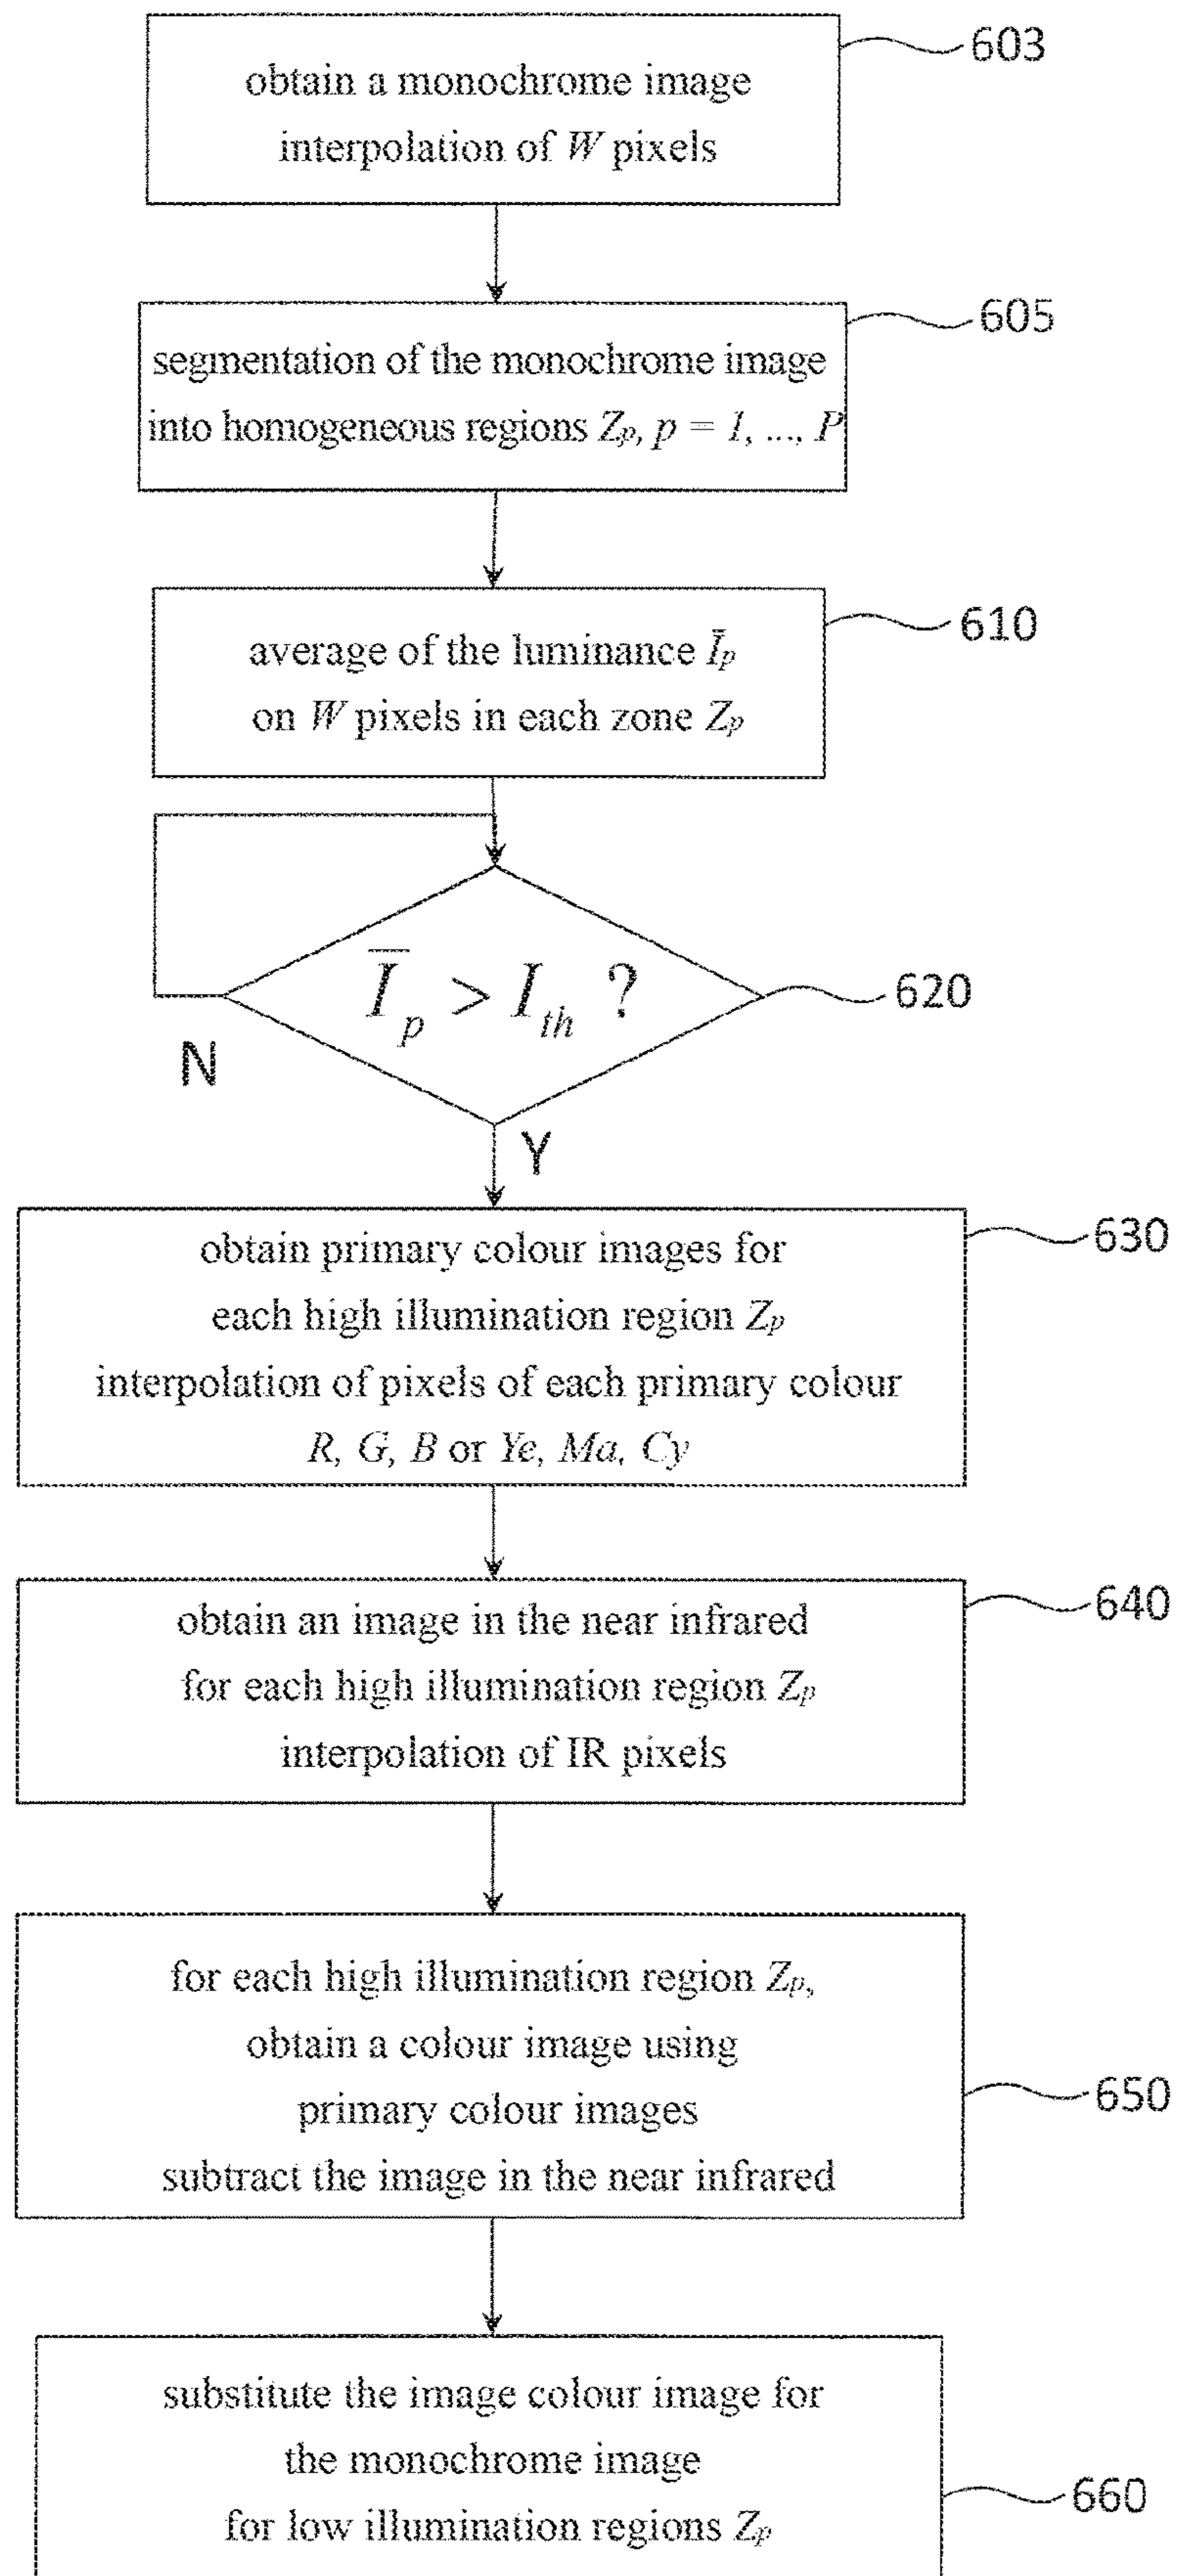 603
obtain a monochrome image
interpolation of W pixels
605
segmentation of the monochrome image
into homogeneous regions Zp, p = 1, ..., P
610
average of the luminance Īp
on W pixels in each zone Zp
Īp > Ith ?
620
N
Y
630
obtain primary colour images for
each high illumination region Zp
interpolation of pixels of each primary colour
R, G, B or Ye, Ma, Cy
640
obtain an image in the near infrared
for each high illumination region Zp
interpolation of IR pixels
for each high illumination region Zp,
obtain a colour image using
650
primary colour images
subtract the image in the near infrared
substitute the image colour image for
the monochrome image
660
for low illumination regions Zp